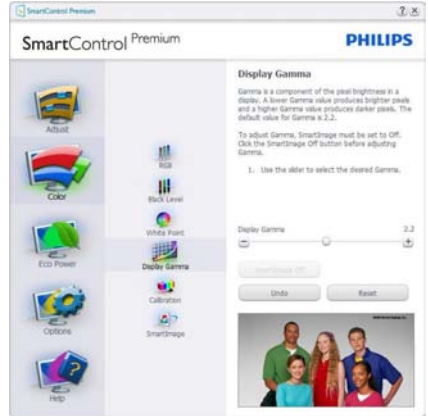 SmartControl Premium
SmartControl Premium
PHILIPS
Adjust
Color
Eco Power
Options
Help
RGB
Black Level
White Point
Display Gamma
Calibration
SmartImage
Display Gamma
Gamma is a component of the pixel brightness in a
display. A lower Gamma value produces brighter pixels
and a higher Gamma value produces darker pixels. The
default value for Gamma is 2.2.
To adjust Gamma, SmartImage must be set to Off.
Click the SmartImage Off button before adjusting
Gamma.
1. Use the slider to select the desired Gamma.
Display Gamma 2.2
SmartImage Off
Undo Reset